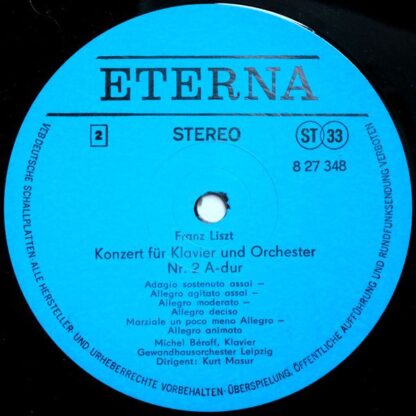 ETERNA
2 STEREO ST 33
8 27 348
Franz Liszt
Konzert für Klavier und Orchester
Nr. 2 A-dur
Adagio sostenuto assai –
Allegro agitato assai –
Allegro moderato –
Allegro deciso
Marziale un poco meno Allegro –
Allegro animato
Michel Béroff, Klavier
Gewandhausorchester Leipzig
Dirigent: Kurt Masur
VEB DEUTSCHE SCHALLPLATTEN · ALLE HERSTELLER- UND URHEBERRECHTE VORBEHALTEN · ÜBERSPIELUNG, ÖFFENTLICHE AUFFÜHRUNG UND RUNDFUNKSENDUNG VERBOTEN